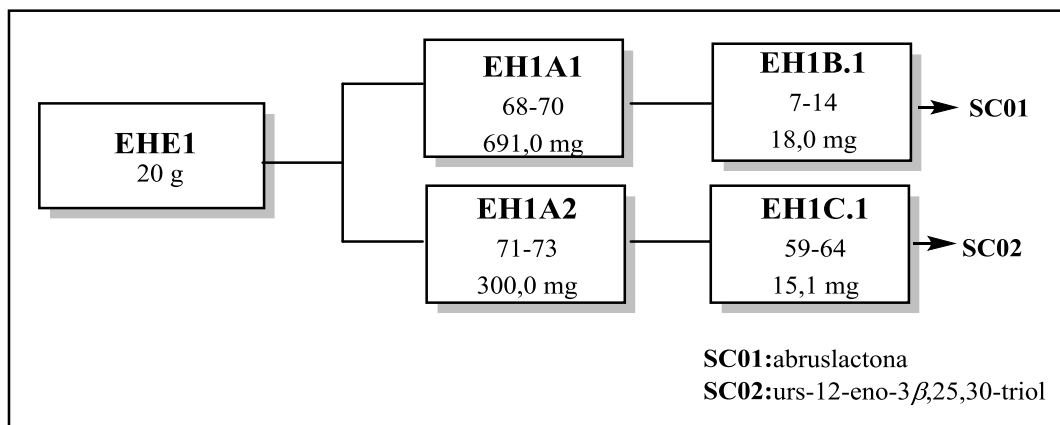 EHE1
20 g
EH1A1
68-70
691,0 mg
EH1B.1
7-14
18,0 mg
SC01
EH1A2
71-73
300,0 mg
EH1C.1
59-64
15,1 mg
SC02
SC01:abruslactona
SC02:urs-12-eno-3β,25,30-triol